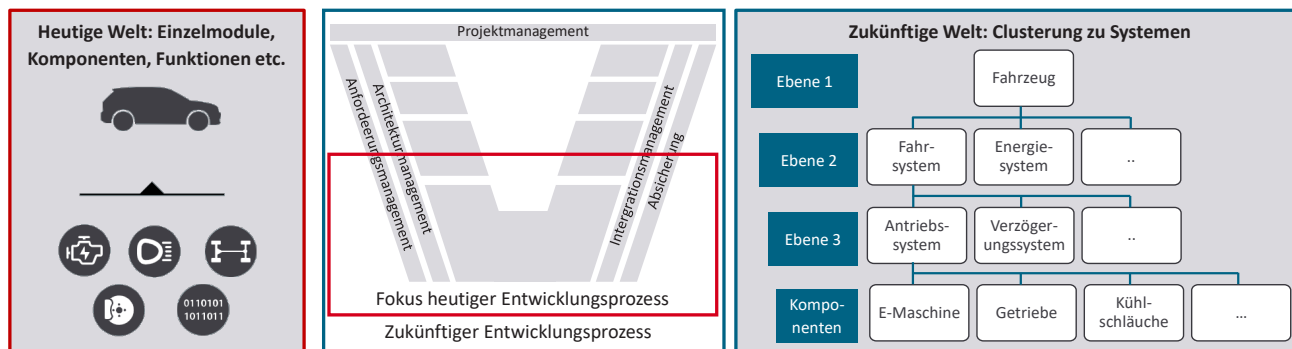 Heutige Welt: Einzelmodule,
Komponenten, Funktionen etc.
0110101
1011011
Projektmanagement
Anfordeerungsmanagement
Architekturmanagement
Intergrationsmanagement
Absicherung
Fokus heutiger Entwicklungsprozess
Zukünftiger Entwicklungsprozess
Zukünftige Welt: Clusterung zu Systemen
Ebene 1
Fahrzeug
Ebene 2
Fahr-
system
Energie-
system
..
Ebene 3
Antriebs-
system
Verzöger-
ungssystem
..
Kompo-
nenten
E-Maschine
Getriebe
Kühl-
schläuche
...